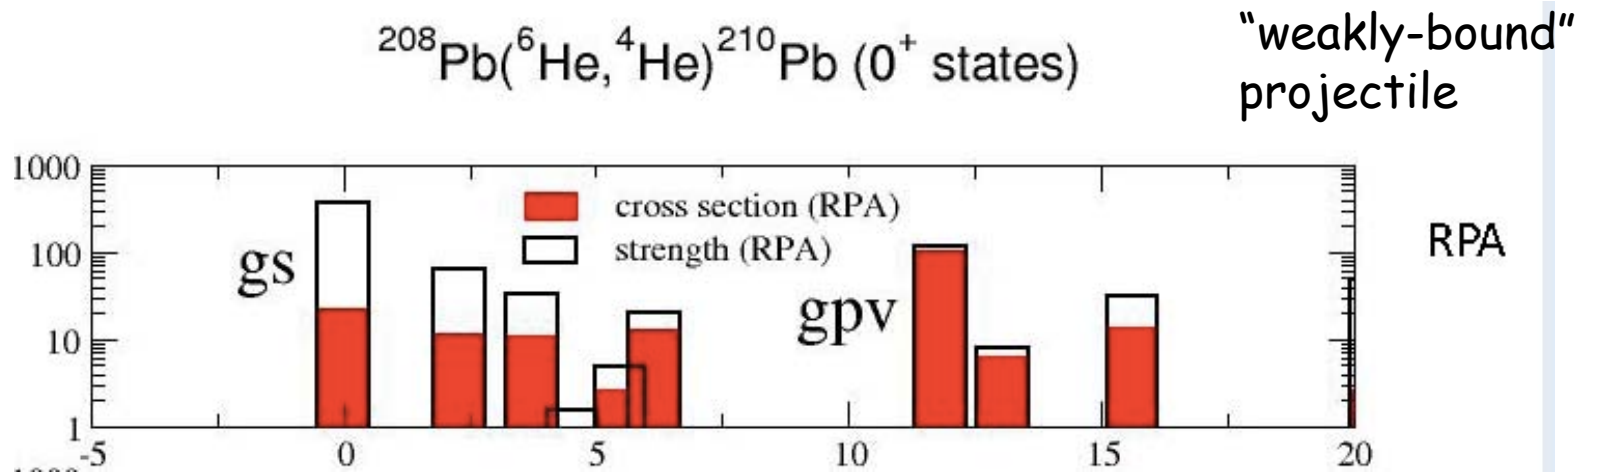 ²⁰⁸Pb(⁶He,⁴He)²¹⁰Pb (0⁺ states)
“weakly-bound”
projectile
1000
cross section (RPA)
strength (RPA)
100
gs
RPA
gpv
10
1
-5 0 5 10 15 20